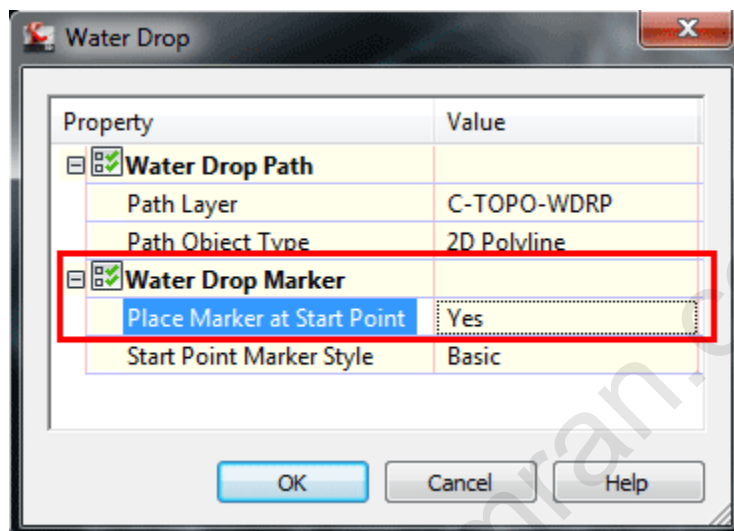 Water Drop
Property Value
Water Drop Path
Path Layer C-TOPO-WDRP
Path Object Type 2D Polyline
Water Drop Marker
Place Marker at Start Point Yes
Start Point Marker Style Basic
OK Cancel Help